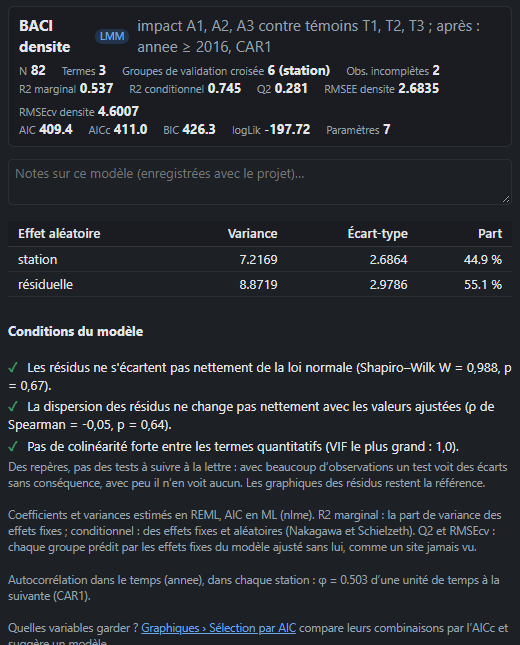 BACI densite LMM impact A1, A2, A3 contre témoins T1, T2, T3 ; après : annee ≥ 2016, CAR1
N 82 Termes 3 Groupes de validation croisée 6 (station) Obs. incomplètes 2
R2 marginal 0.537 R2 conditionnel 0.745 Q2 0.281 RMSEE densite 2.6835
RMSEcv densite 4.6007
AIC 409.4 AICc 411.0 BIC 426.3 logLik -197.72 Paramètres 7
Notes sur ce modèle (enregistrées avec le projet)...
Effet aléatoire Variance Écart-type Part
station 7.2169 2.6864 44.9 %
résiduelle 8.8719 2.9786 55.1 %
Conditions du modèle
✓ Les résidus ne s'écartent pas nettement de la loi normale (Shapiro–Wilk W = 0,988, p
= 0,67).
✓ La dispersion des résidus ne change pas nettement avec les valeurs ajustées (ρ de
Spearman = -0,05, p = 0,64).
✓ Pas de colinéarité forte entre les termes quantitatifs (VIF le plus grand : 1,0).
Des repères, pas des tests à suivre à la lettre : avec beaucoup d'observations un test voit des écarts
sans conséquence, avec peu il n'en voit aucun. Les graphiques des résidus restent la référence.
Coefficients et variances estimés en REML, AIC en ML (nlme). R2 marginal : la part de variance des
effets fixes ; conditionnel : des effets fixes et aléatoires (Nakagawa et Schielzeth). Q2 et RMSEcv :
chaque groupe prédit par les effets fixes du modèle ajusté sans lui, comme un site jamais vu.
Autocorrélation dans le temps (annee), dans chaque station : φ = 0.503 d'une unité de temps à la
suivante (CAR1).
Quelles variables garder ? Graphiques › Sélection par AIC compare leurs combinaisons par l'AICc et
suggère un modèle.